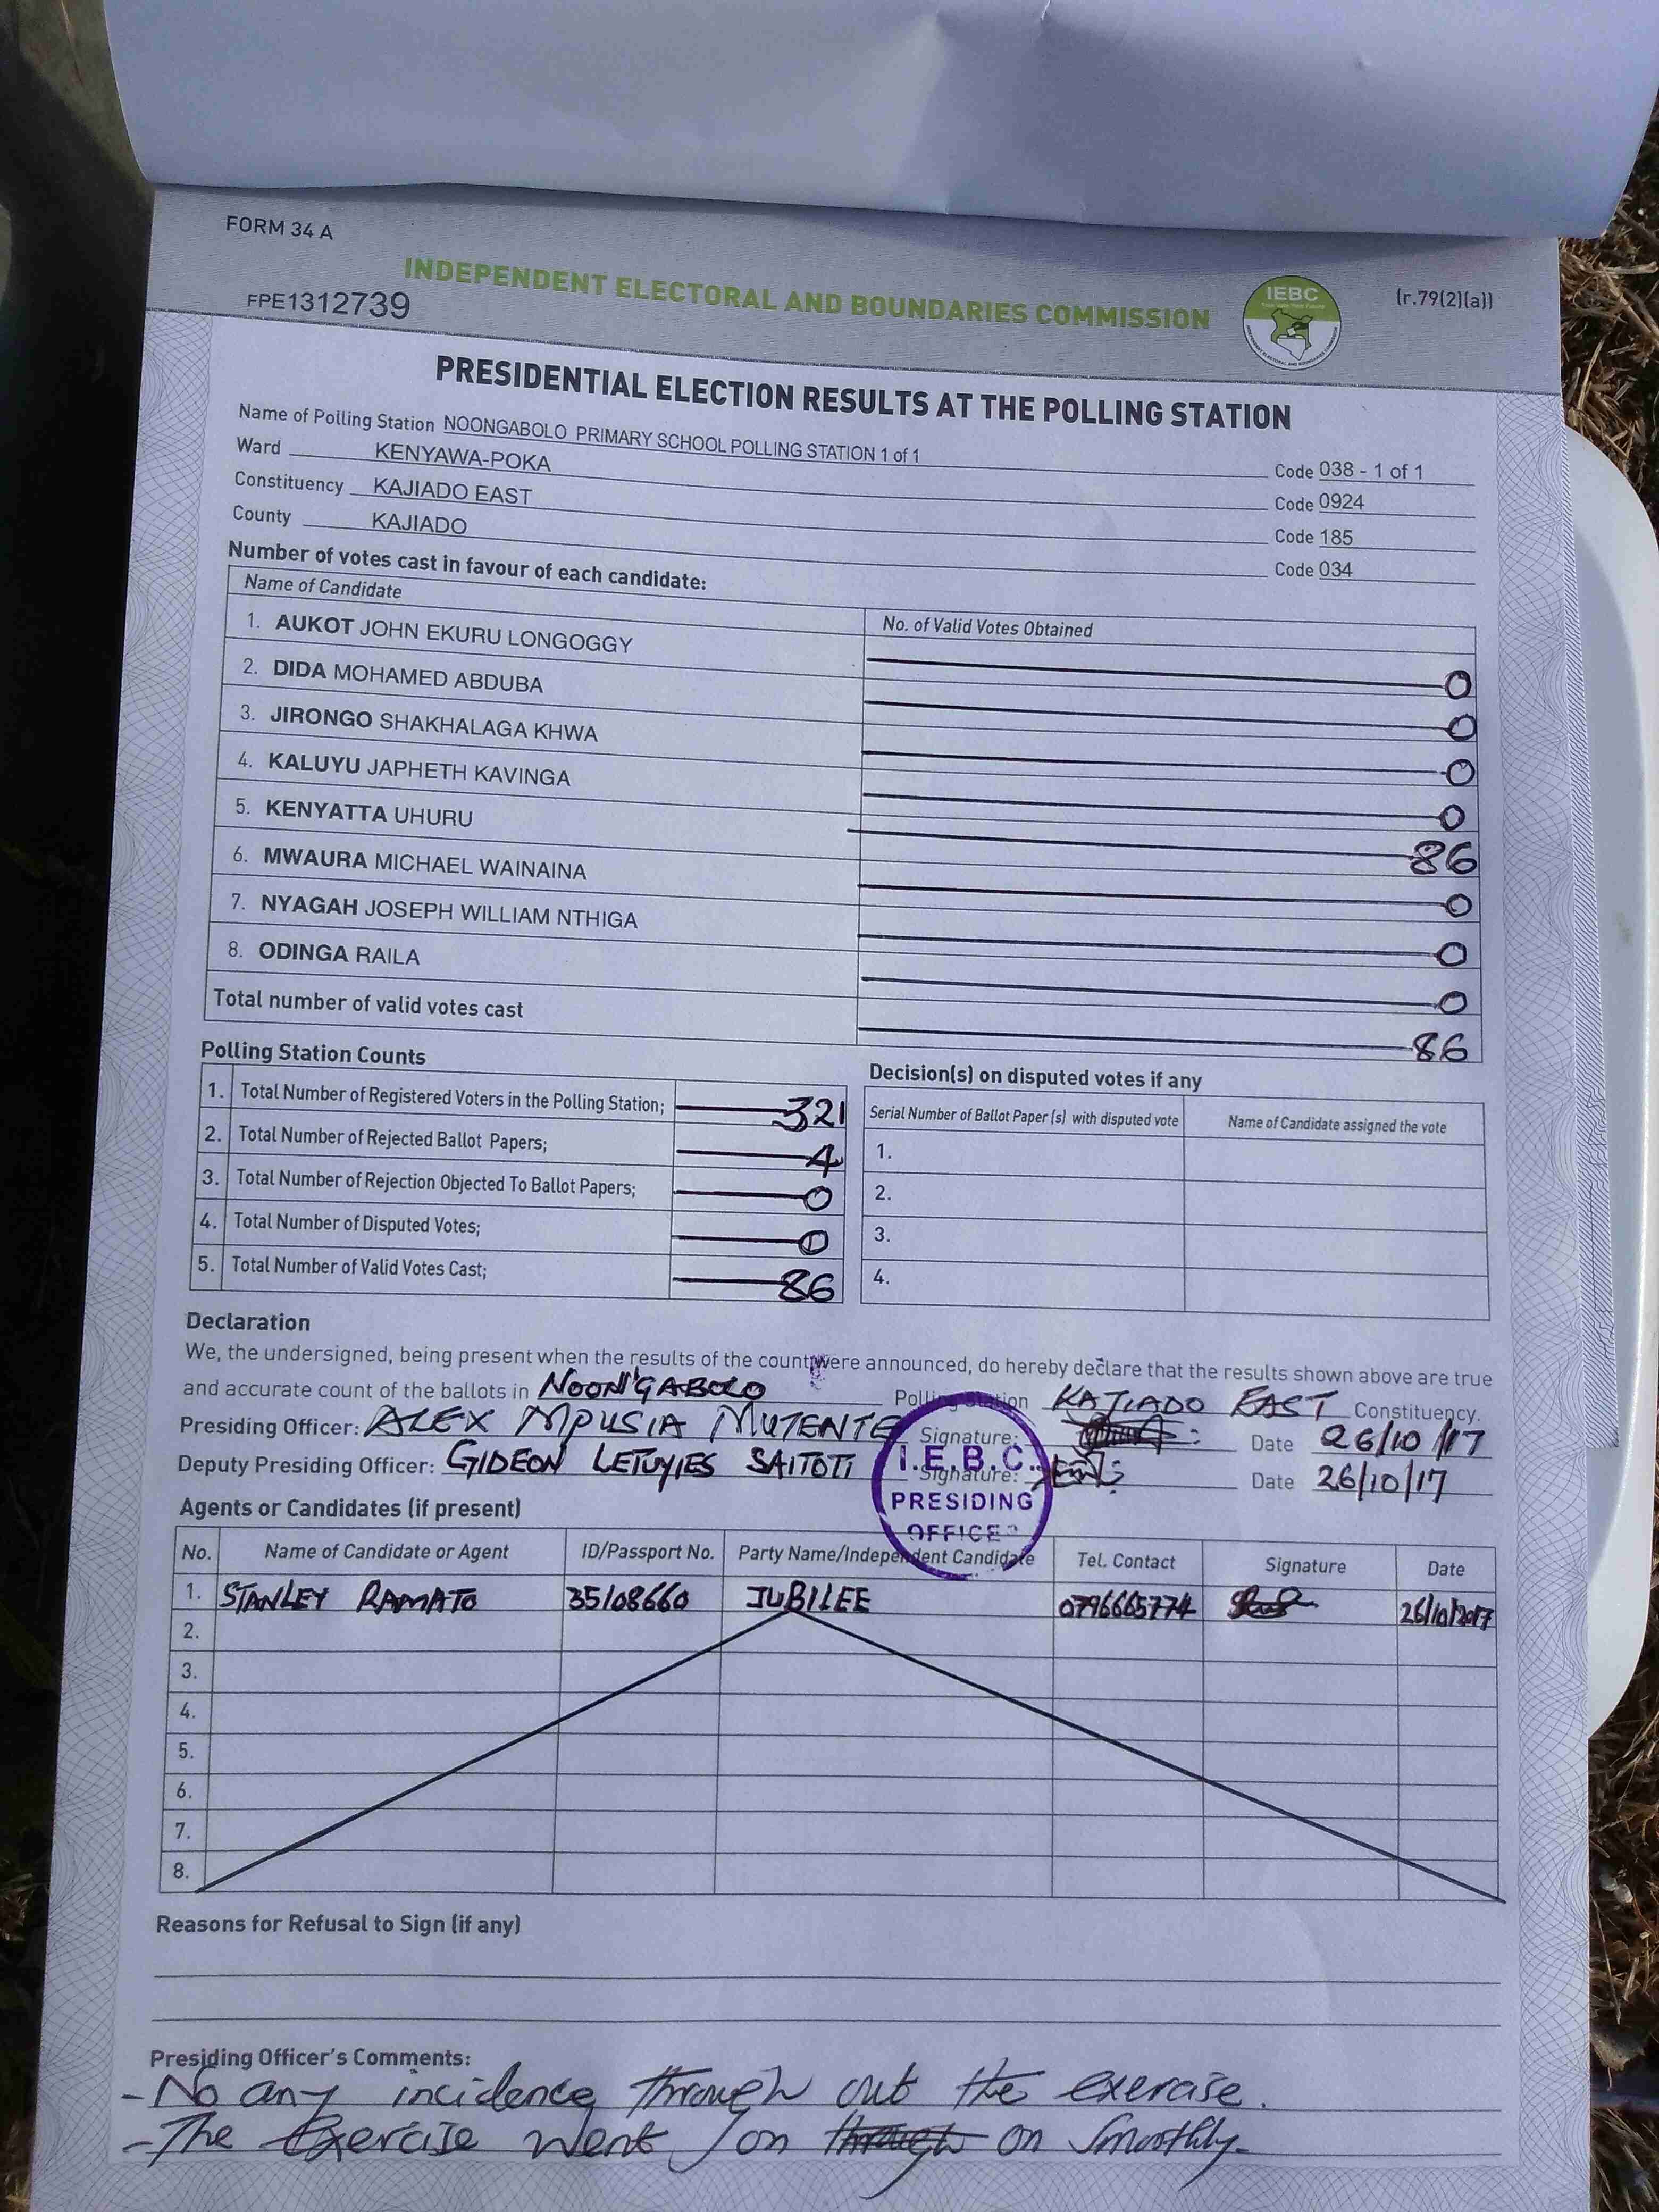 FORM 34 A
INDEPENDENT ELECTORAL AND BOUNDARIES COMMISSION
IEBC
(r.79(2)(a))
FPE1312739
PRESIDENTIAL ELECTION RESULTS AT THE POLLING STATION
Name of Polling Station NOONGABOLO PRIMARY SCHOOL POLLING STATION 1 of 1 Code 038 - 1 of 1
Ward KENYAWA-POKA Code 0924
Constituency KAJIADO EAST Code 185
County KAJIADO Code 034
Number of votes cast in favour of each candidate:
Name of Candidate No. of Valid Votes Obtained
1. AUKOT JOHN EKURU LONGOGGY 0
2. DIDA MOHAMED ABDUBA 0
3. JIRONGO SHAKHALAGA KHWA 0
4. KALUYU JAPHETH KAVINGA 0
5. KENYATTA UHURU 86
6. MWAURA MICHAEL WAINAINA 0
7. NYAGAH JOSEPH WILLIAM NTHIGA 0
8. ODINGA RAILA 0
Total number of valid votes cast 86
Polling Station Counts
1. Total Number of Registered Voters in the Polling Station; 321
2. Total Number of Rejected Ballot Papers; 4
3. Total Number of Rejection Objected To Ballot Papers; 0
4. Total Number of Disputed Votes; 0
5. Total Number of Valid Votes Cast; 86
Decision(s) on disputed votes if any
Serial Number of Ballot Paper (s) with disputed vote Name of Candidate assigned the vote
1.
2.
3.
4.
Declaration
We, the undersigned, being present when the results of the count were announced, do hereby declare that the results shown above are true
and accurate count of the ballots in NOONGABOLO Polling Station KAJIADO EAST Constituency.
Presiding Officer: ALEX MPUSIA MUTENTE Signature: Date 26/10/17
Deputy Presiding Officer: GIDEON LETUYIES SAITOTI Signature: Date 26/10/17
I.E.B.C.
PRESIDING
OFFICER
Agents or Candidates (if present)
No. Name of Candidate or Agent ID/Passport No. Party Name/Independent Candidate Tel. Contact Signature Date
1. STANLEY RAMATO 35108660 JUBILEE 0796665774 26/10/2017
2.
3.
4.
5.
6.
7.
8.
Reasons for Refusal to Sign (if any)
Presiding Officer's Comments:
- No any incidence through out the exercise.
- The Exercise went on through on smoothly